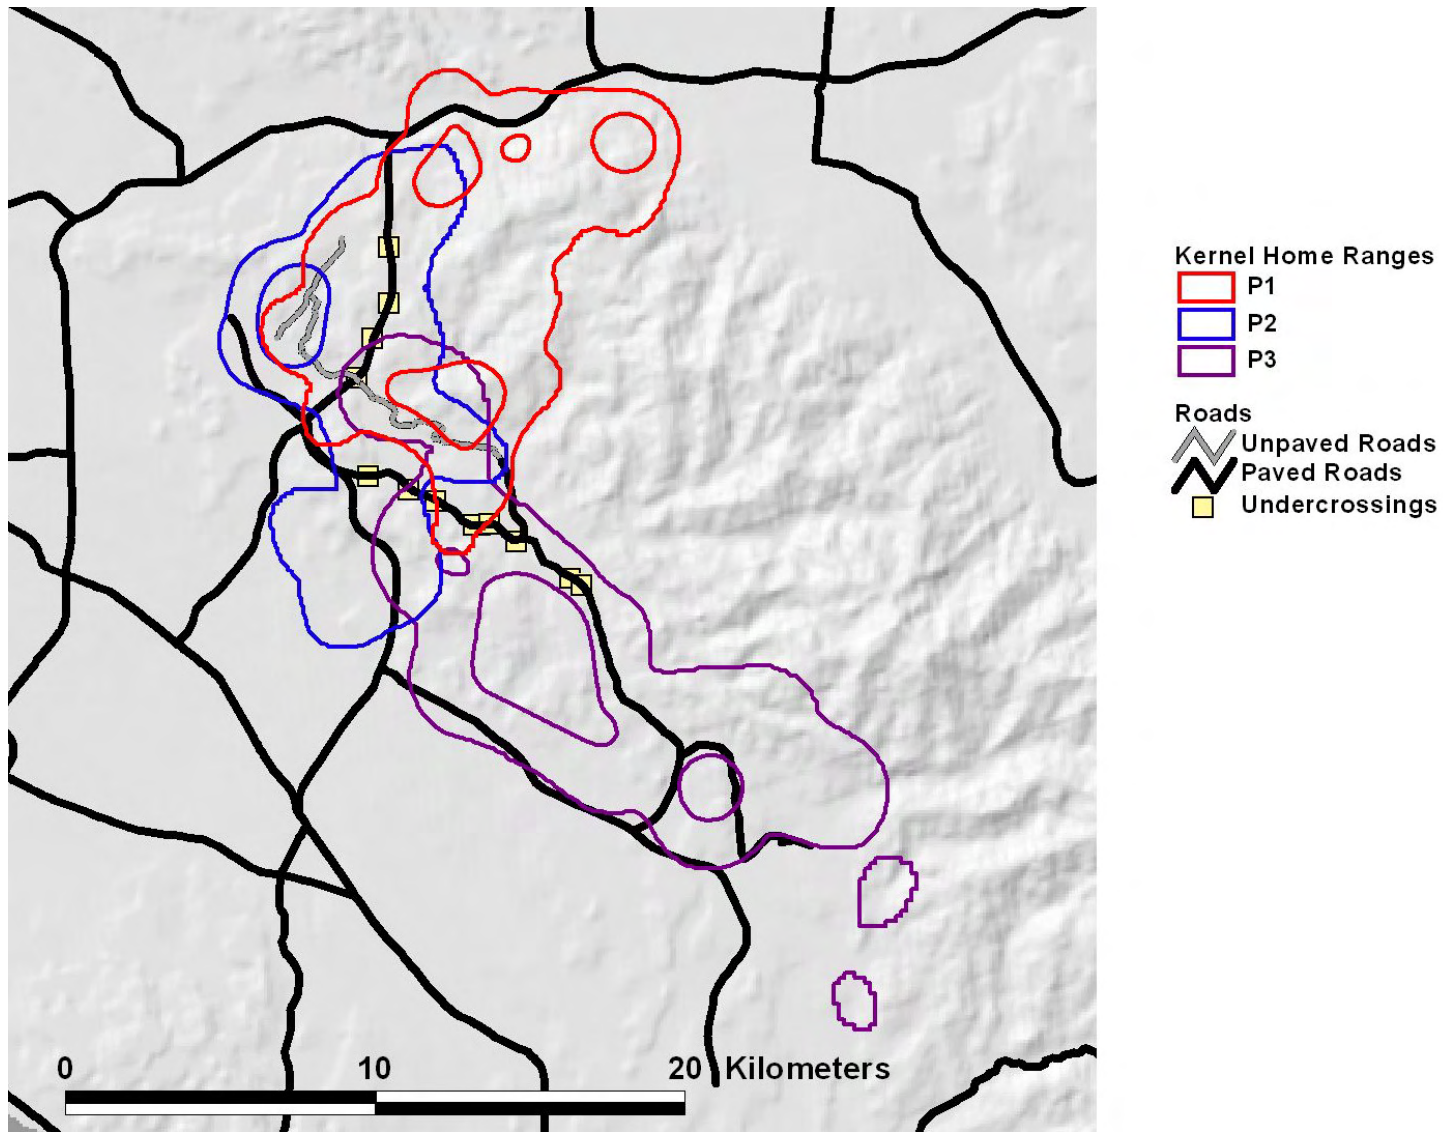 Kernel Home Ranges
P1
P2
P3
Roads
Unpaved Roads
Paved Roads
Undercrossings
0 10 20 Kilometers